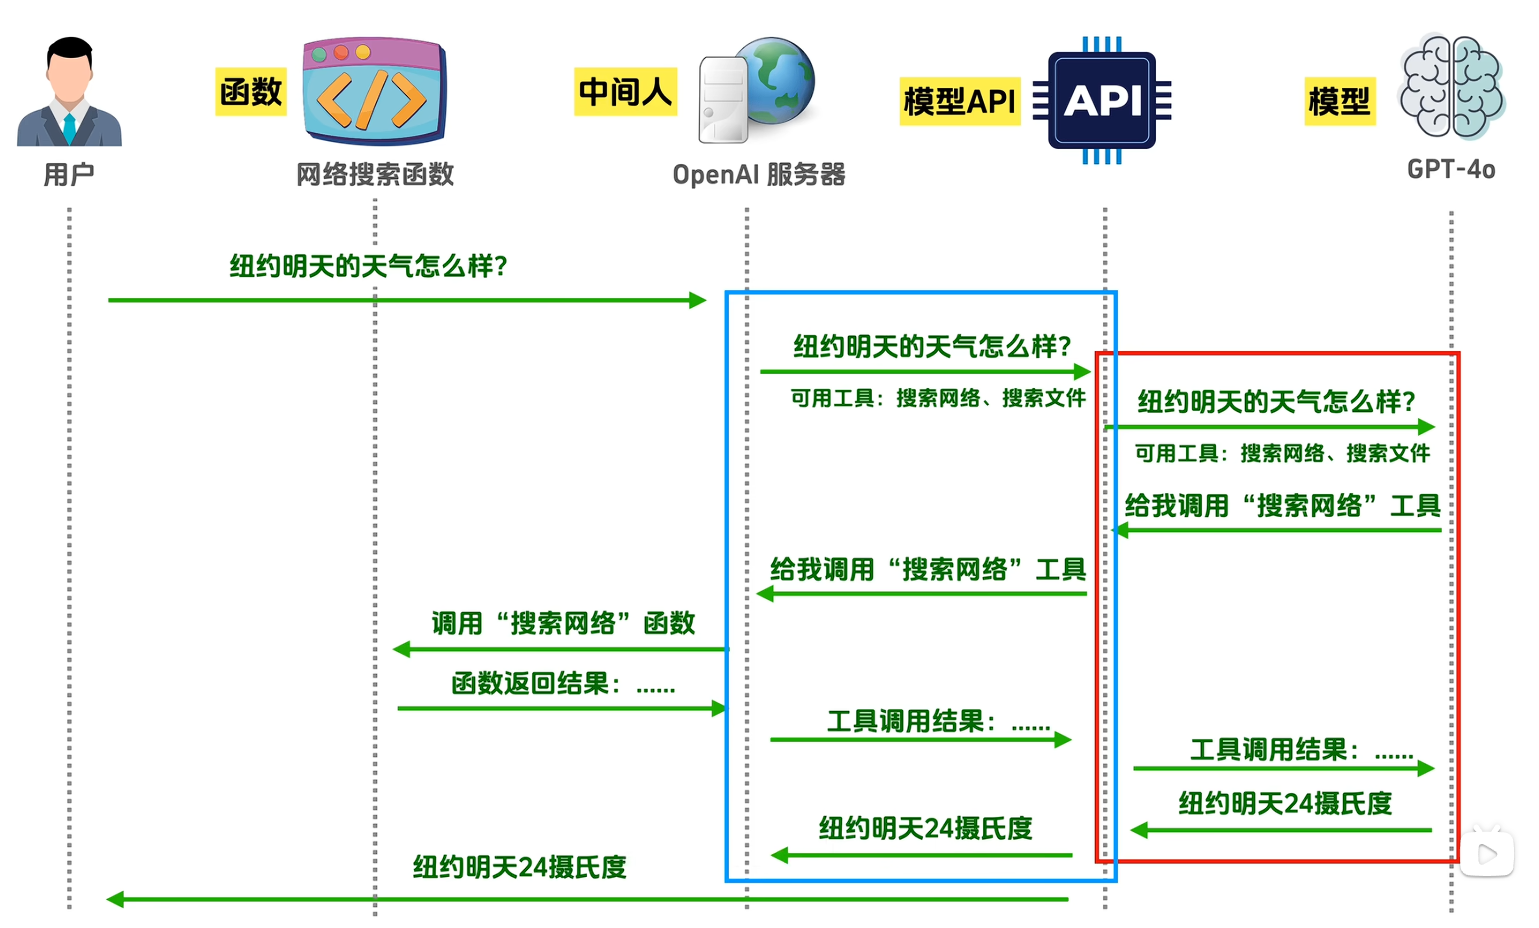 函数
中间人
模型API
API
模型
用户
网络搜索函数
OpenAI 服务器
GPT-4o
纽约明天的天气怎么样?
纽约明天的天气怎么样?
可用工具：搜索网络、搜索文件
纽约明天的天气怎么样?
可用工具：搜索网络、搜索文件
给我调用“搜索网络”工具
给我调用“搜索网络”工具
调用“搜索网络”函数
函数返回结果：......
工具调用结果：......
工具调用结果：......
纽约明天24摄氏度
纽约明天24摄氏度
纽约明天24摄氏度